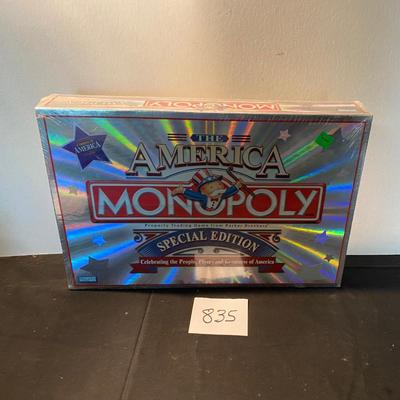 THE
AMERICA
MONOPOLY
Property Trading Game from Parker Brothers
SPECIAL EDITION
Celebrating the People, Places and Greatness of America
AMERICA
835